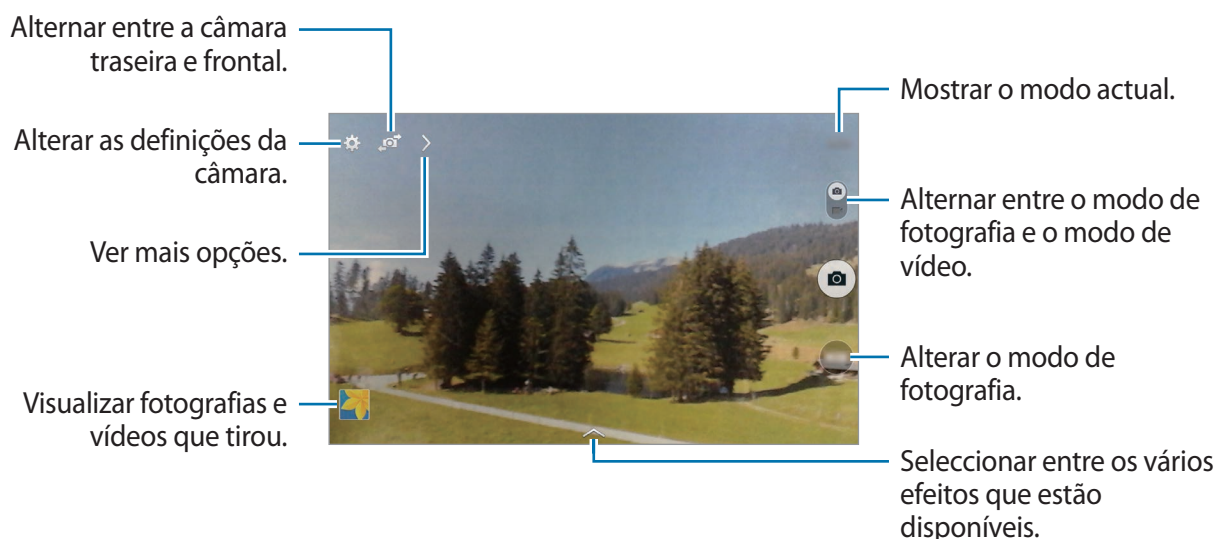 Alternar entre a câmara
traseira e frontal.
Alterar as definições da
câmara.
Ver mais opções.
Visualizar fotografias e
vídeos que tirou.
Mostrar o modo actual.
Alternar entre o modo de
fotografia e o modo de
vídeo.
Alterar o modo de
fotografia.
Seleccionar entre os vários
efeitos que estão
disponíveis.